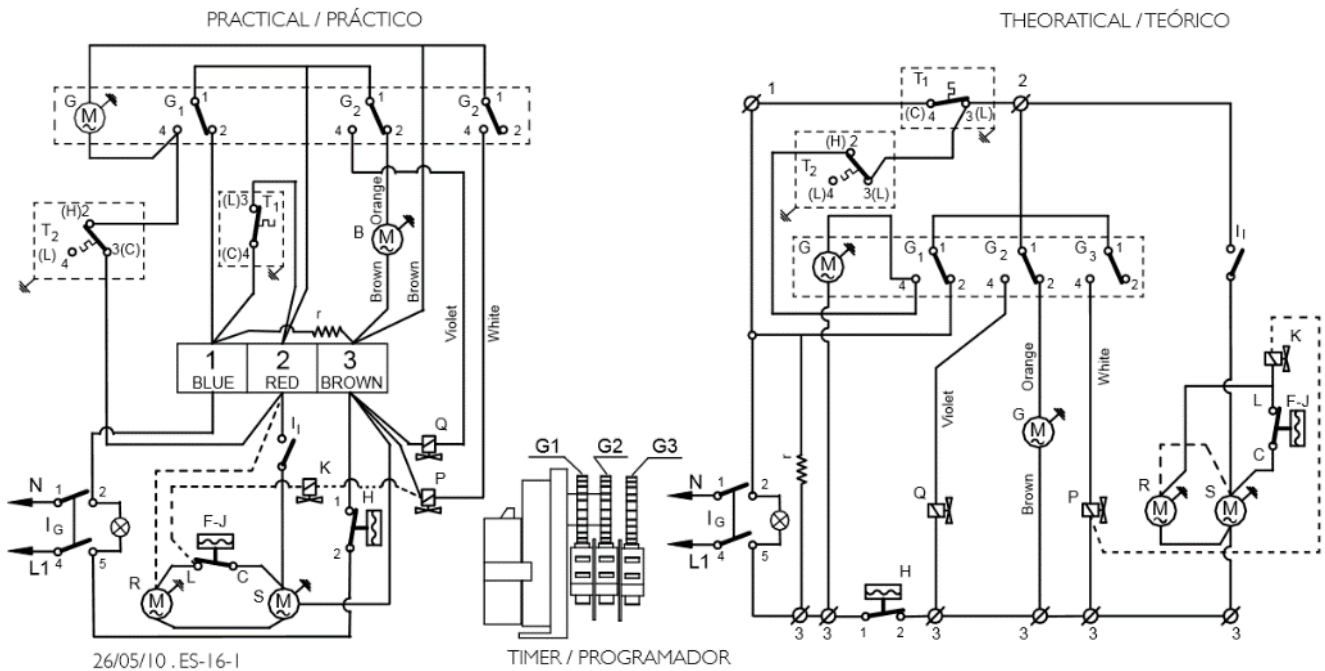 PRACTICAL / PRÁCTICO
G M
G1 1 4 2
G2 1 4 2
G2 1 4 2
(H)2
T2
(L) 4
3(C)
(L)3 T1
(C)4
Orange
B M
Brown
Brown
Violet
White
r
1 2 3
BLUE RED BROWN
II
Q
K
P
H
1
2
N 1 2
IG
L1 4 5
F-J
L C
R M
S M
26/05/10 . ES-16-1
G1 G2 G3
TIMER / PROGRAMADOR
THEORATICAL / TEÓRICO
1
T1
(C) 4 3(L)
2
(H) 2
T2
(L)4 3(L)
G M
G1 1 4 2
G2 1 4 2
G3 1 4 2
II
K
L
F-J
C
Violet
Orange
White
G M
Brown
r
Q
P
R M
S M
N 1 2
IG
L1 4 5
H
1 2
3 3 3 3 3 3